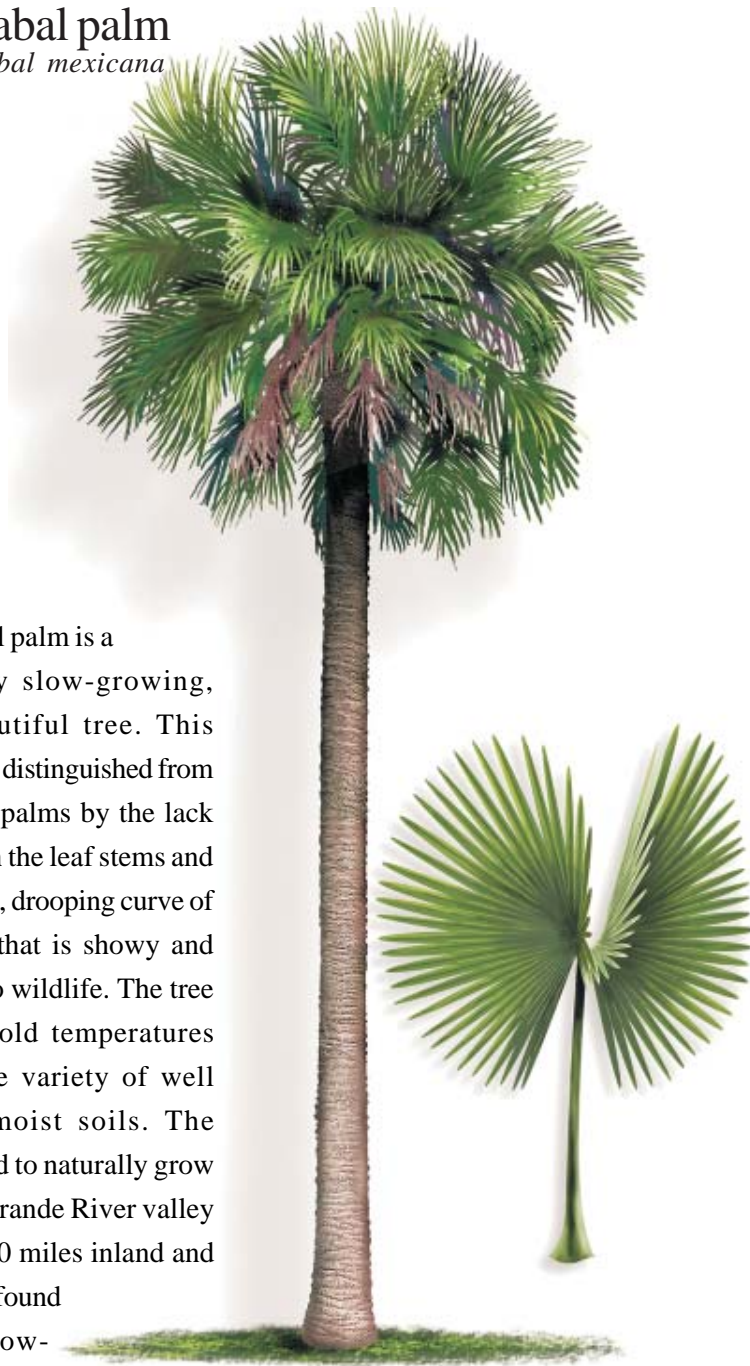 abal palm
bal mexicana
l palm is a
y slow-growing,
utiful tree. This
distinguished from
palms by the lack
n the leaf stems and
, drooping curve of
that is showy and
o wildlife. The tree
old temperatures
e variety of well
moist soils. The
d to naturally grow
rande River valley
0 miles inland and
found
ow-